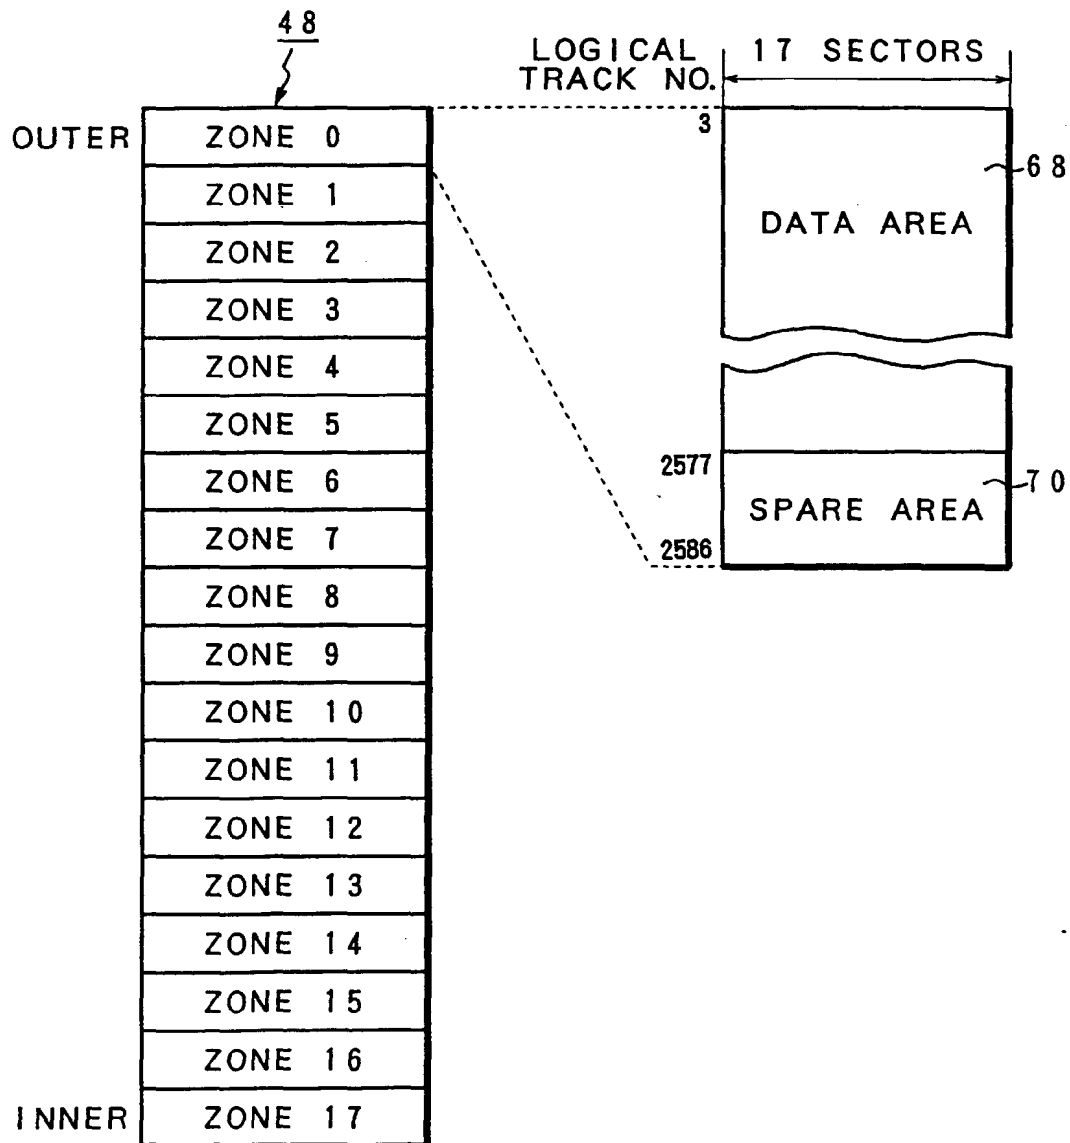 48
LOGICAL
TRACK NO.
17 SECTORS
OUTER
ZONE 0
ZONE 1
ZONE 2
ZONE 3
ZONE 4
ZONE 5
ZONE 6
ZONE 7
ZONE 8
ZONE 9
ZONE 10
ZONE 11
ZONE 12
ZONE 13
ZONE 14
ZONE 15
ZONE 16
INNER
ZONE 17
3
68
DATA AREA
2577
70
SPARE AREA
2586